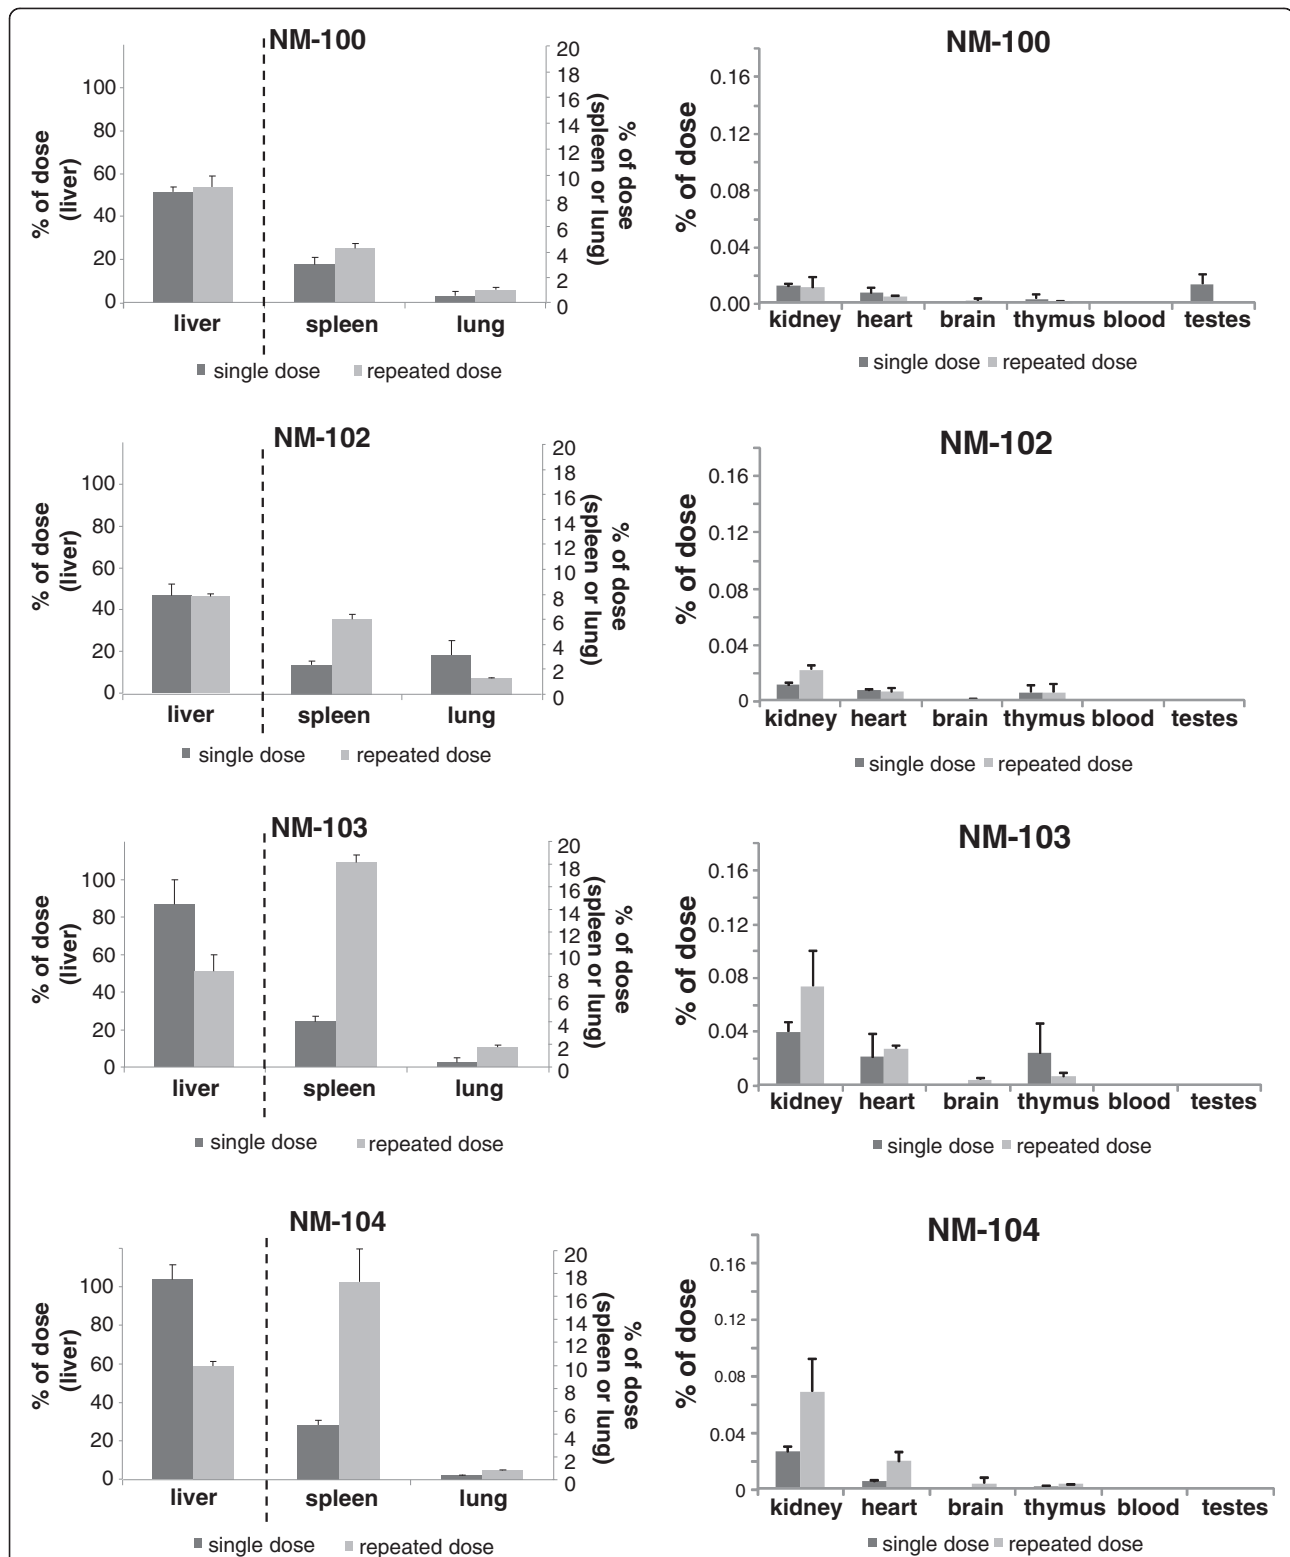 NM-100
% of dose
(liver)
100
80
60
40
20
0
20
18
16
14
12
10
8
6
4
2
0
% of dose
(spleen or lung)
liver
spleen
lung
single dose
repeated dose
NM-100
% of dose
0.16
0.12
0.08
0.04
0.00
kidney
heart
brain
thymus
blood
testes
single dose
repeated dose
NM-102
% of dose
(liver)
100
80
60
40
20
0
20
18
16
14
12
10
8
6
4
2
0
% of dose
(spleen or lung)
liver
spleen
lung
single dose
repeated dose
NM-102
% of dose
0.16
0.12
0.08
0.04
0
kidney
heart
brain
thymus
blood
testes
single dose
repeated dose
NM-103
% of dose
(liver)
100
80
60
40
20
0
20
18
16
14
12
10
8
6
4
2
0
% of dose
(spleen or lung)
liver
spleen
lung
single dose
repeated dose
NM-103
% of dose
0.16
0.12
0.08
0.04
0
kidney
heart
brain
thymus
blood
testes
single dose
repeated dose
NM-104
% of dose
(liver)
100
80
60
40
20
0
20
18
16
14
12
10
8
6
4
2
0
% of dose
(spleen or lung)
liver
spleen
lung
single dose
repeated dose
NM-104
% of dose
0.16
0.12
0.08
0.04
0
kidney
heart
brain
thymus
blood
testes
single dose
repeated dose